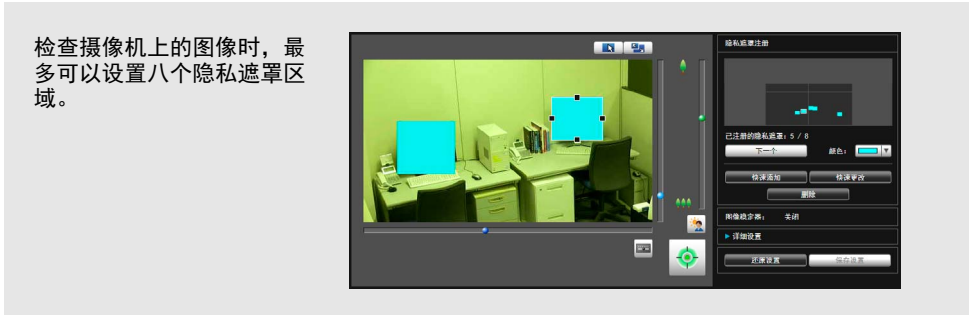 检查摄像机上的图像时，最
多可以设置八个隐私遮罩区
域。
隐私遮罩注册
已注册的隐私遮罩：5 / 8
下一个
颜色：
快速添加
快速更改
删除
图像稳定器：
关闭
详细设置
还原设置
保存设置